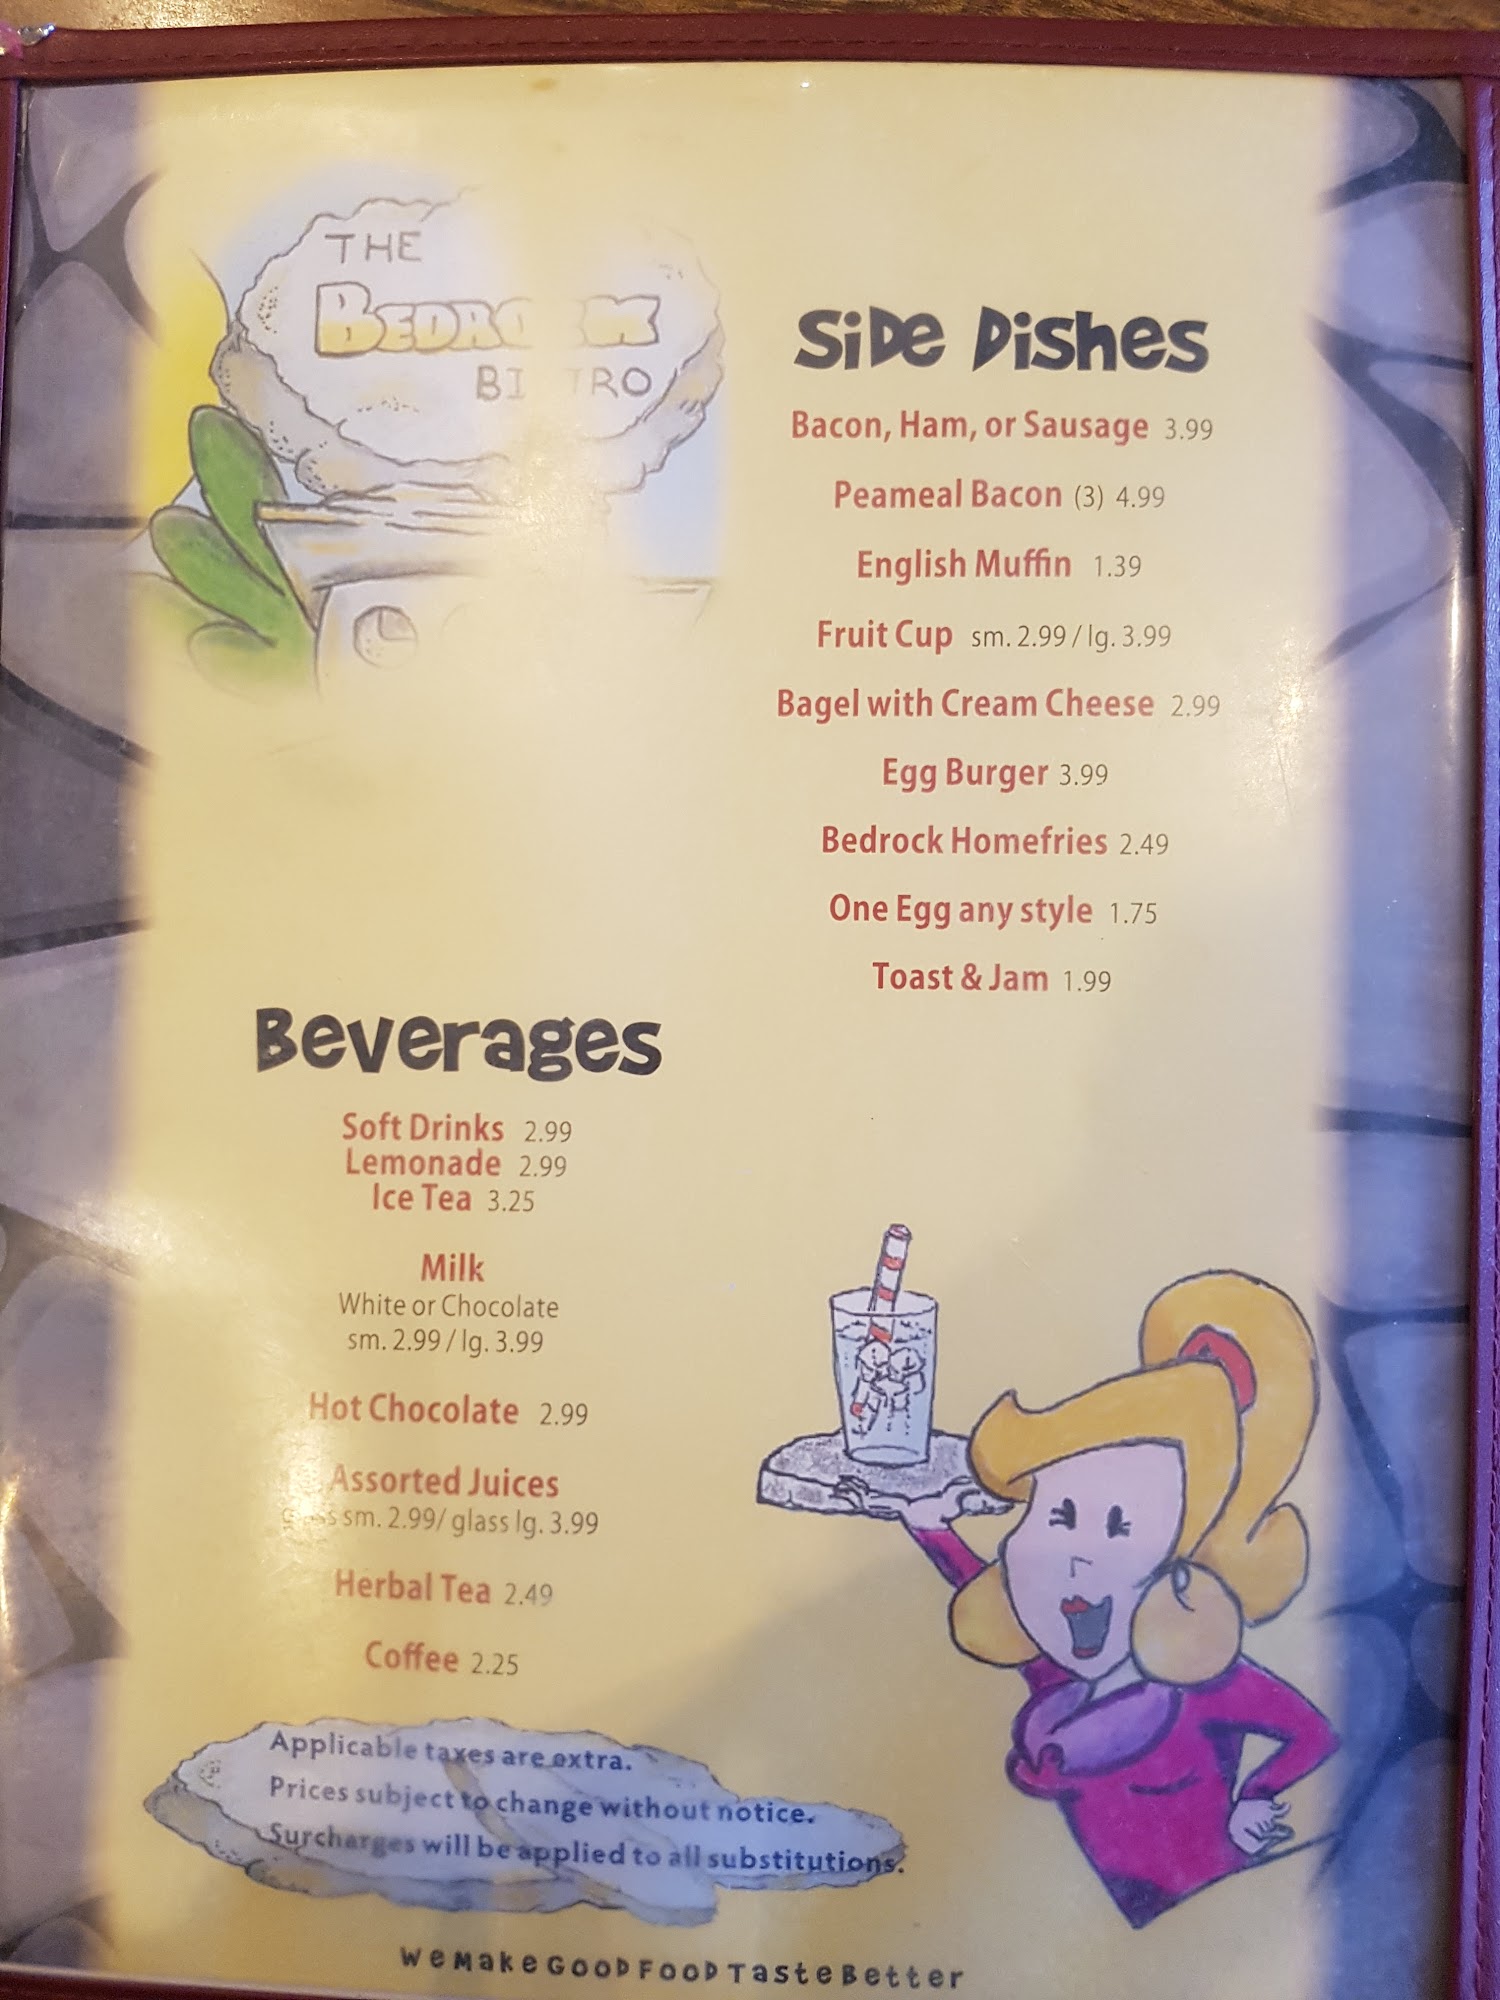 THE
BEDROCK
BISTRO
Side Dishes
Bacon, Ham, or Sausage 3.99
Peameal Bacon (3) 4.99
English Muffin 1.39
Fruit Cup sm. 2.99 / lg. 3.99
Bagel with Cream Cheese 2.99
Egg Burger 3.99
Bedrock Homefries 2.49
One Egg any style 1.75
Toast & Jam 1.99
Beverages
Soft Drinks 2.99
Lemonade 2.99
Ice Tea 3.25
Milk
White or Chocolate
sm. 2.99 / lg. 3.99
Hot Chocolate 2.99
Assorted Juices
glass sm. 2.99/ glass lg. 3.99
Herbal Tea 2.49
Coffee 2.25
Applicable taxes are extra.
Prices subject to change without notice.
Surcharges will be applied to all substitutions.
We Make Good Food Taste Better